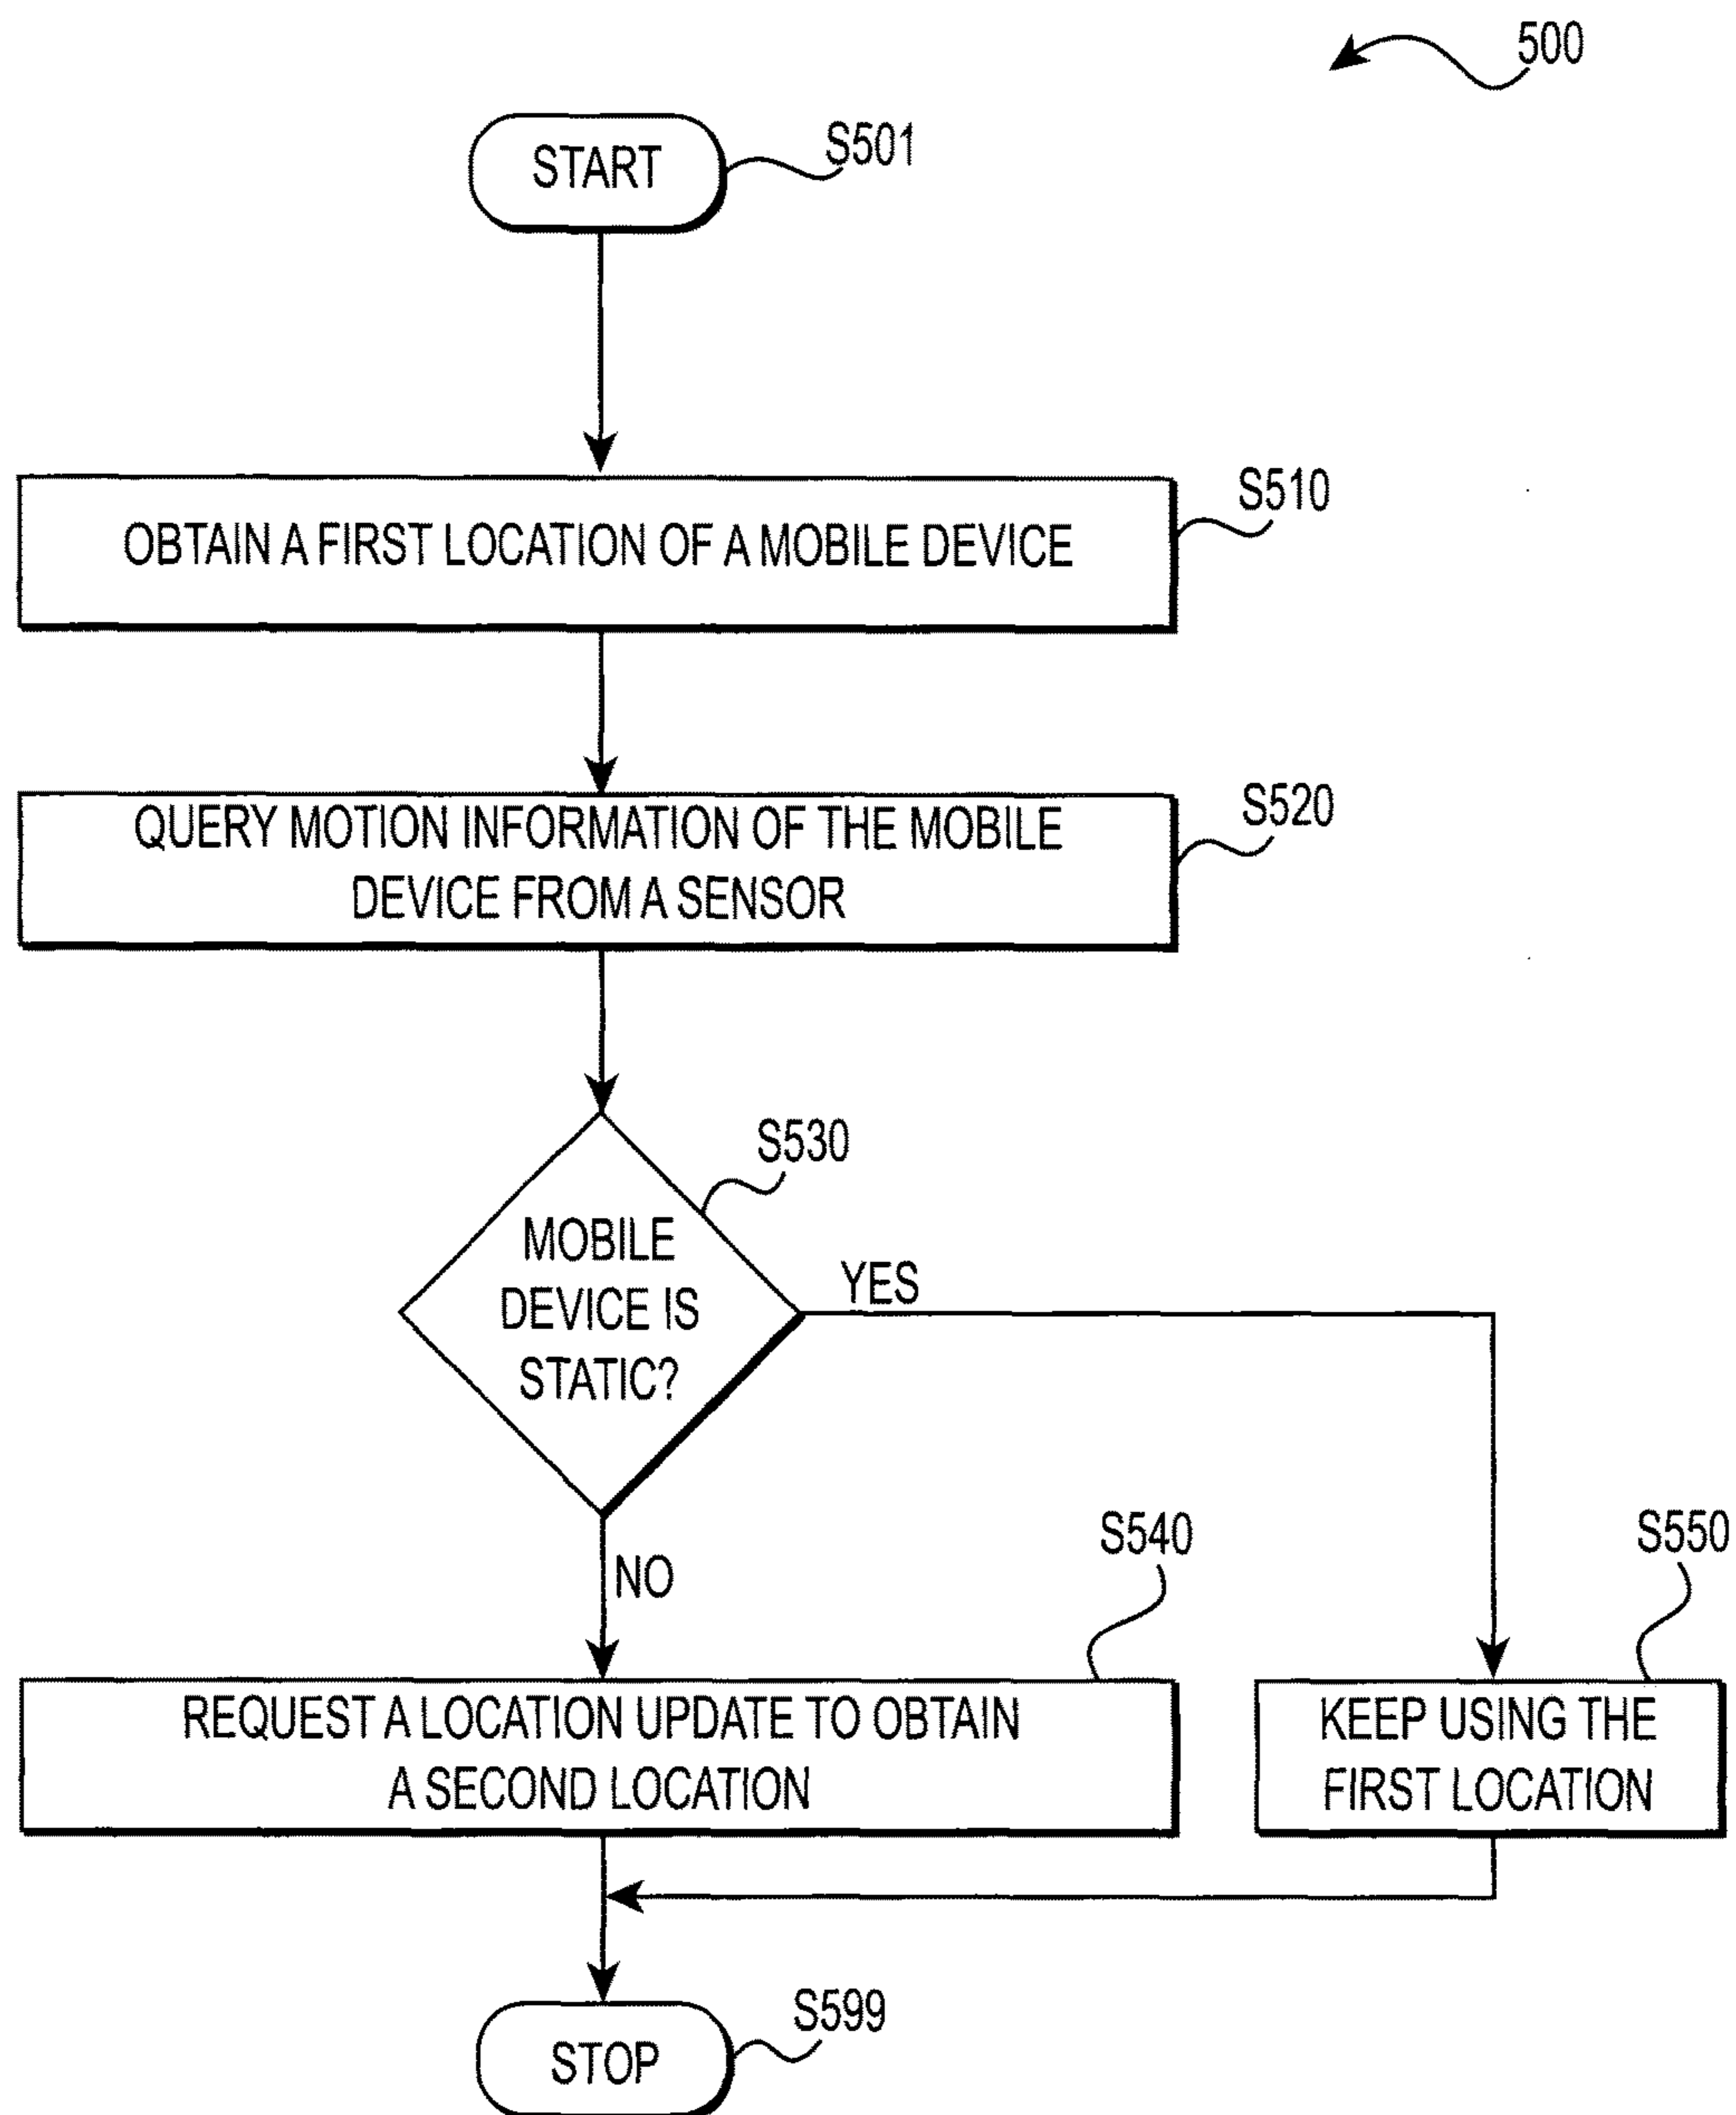 500
START
S501
OBTAIN A FIRST LOCATION OF A MOBILE DEVICE
S510
QUERY MOTION INFORMATION OF THE MOBILE
DEVICE FROM A SENSOR
S520
S530
MOBILE
DEVICE IS
STATIC?
YES
NO
S540
REQUEST A LOCATION UPDATE TO OBTAIN
A SECOND LOCATION
S550
KEEP USING THE
FIRST LOCATION
STOP
S599